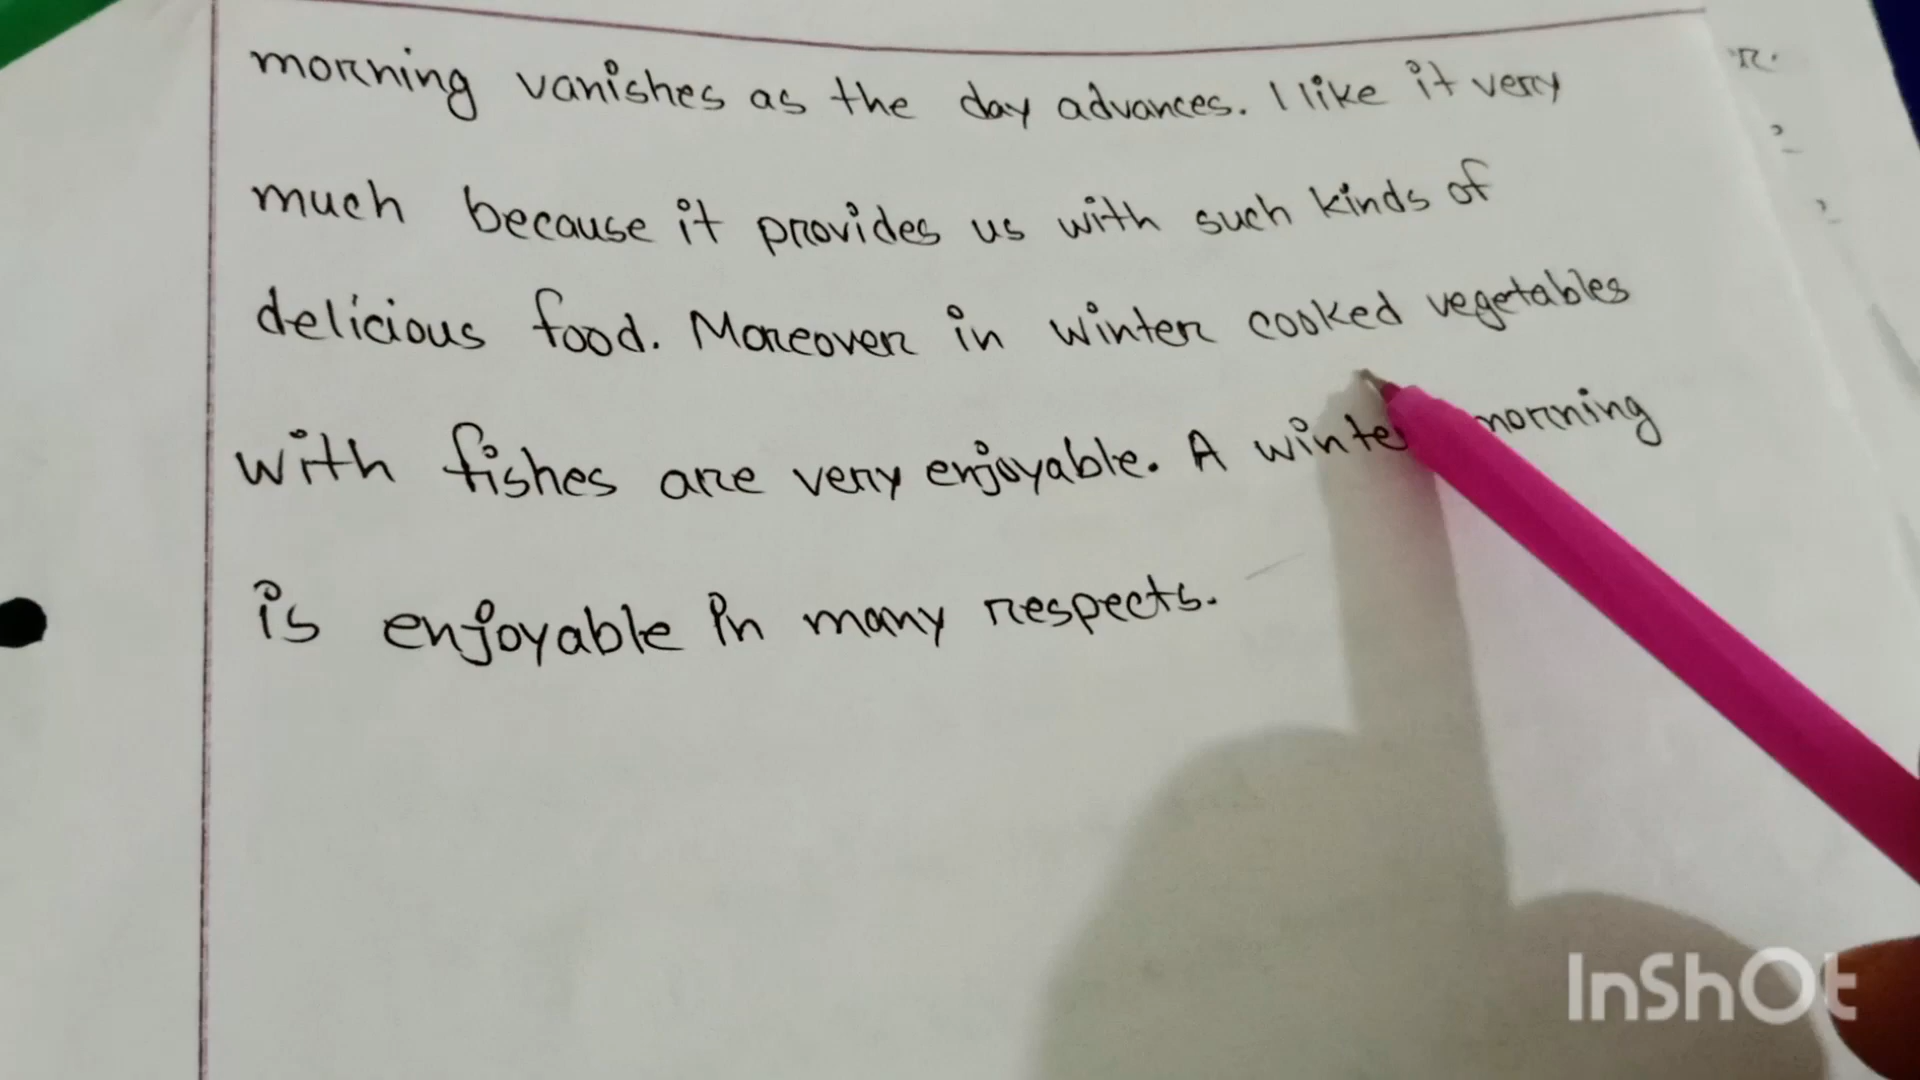 morning vanishes as the day advances. I like it very
much because it provides us with such kinds of
delicious food. Moreover in winter cooked vegetables
with fishes are very enjoyable. A winter morning
is enjoyable in many respects.
InShOt